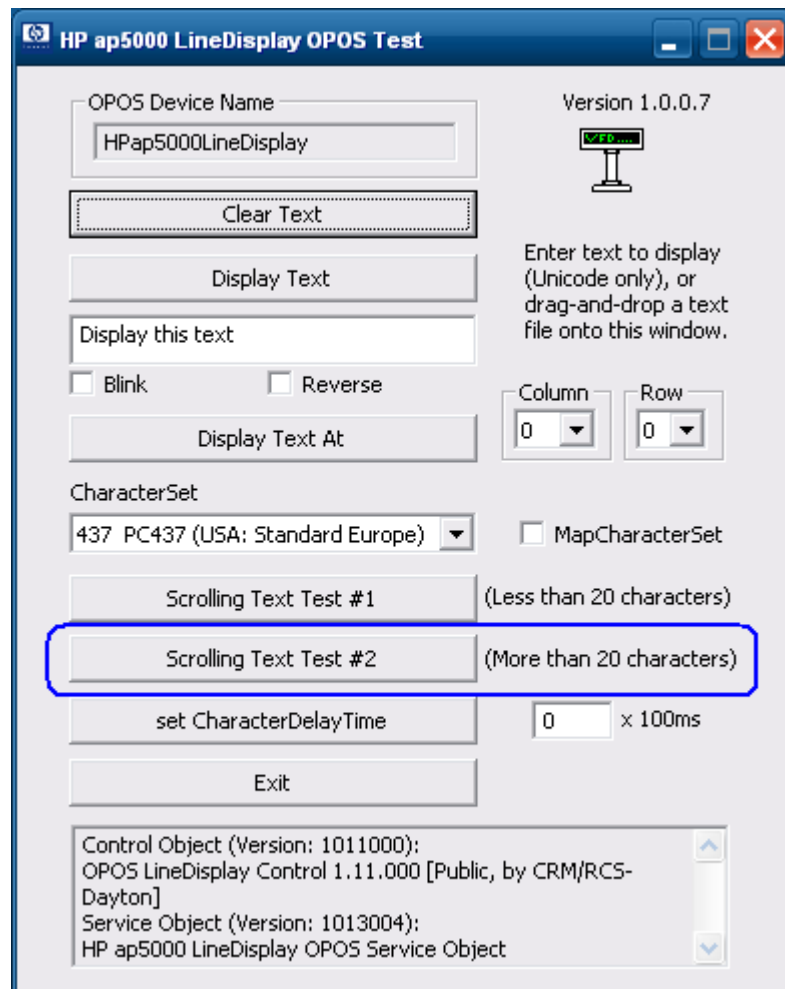 HP ap5000 LineDisplay OPOS Test
OPOS Device Name
Version 1.0.0.7
HPap5000LineDisplay
VFD....
Clear Text
Display Text
Enter text to display
(Unicode only), or
drag-and-drop a text
file onto this window.
Display this text
Blink
Reverse
Column
Row
Display Text At
0
0
CharacterSet
437 PC437 (USA: Standard Europe)
MapCharacterSet
Scrolling Text Test #1
(Less than 20 characters)
Scrolling Text Test #2
(More than 20 characters)
set CharacterDelayTime
0
x 100ms
Exit
Control Object (Version: 1011000):
OPOS LineDisplay Control 1.11.000 [Public, by CRM/RCS-
Dayton]
Service Object (Version: 1013004):
HP ap5000 LineDisplay OPOS Service Object